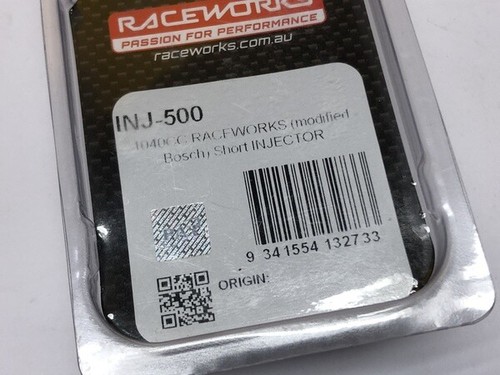 RACEWORKS
PASSION FOR PERFORMANCE
raceworks.com.au
INJ-500
1040CC RACEWORKS (modified
Bosch) Short INJECTOR
9 341554 132733
ORIGIN: